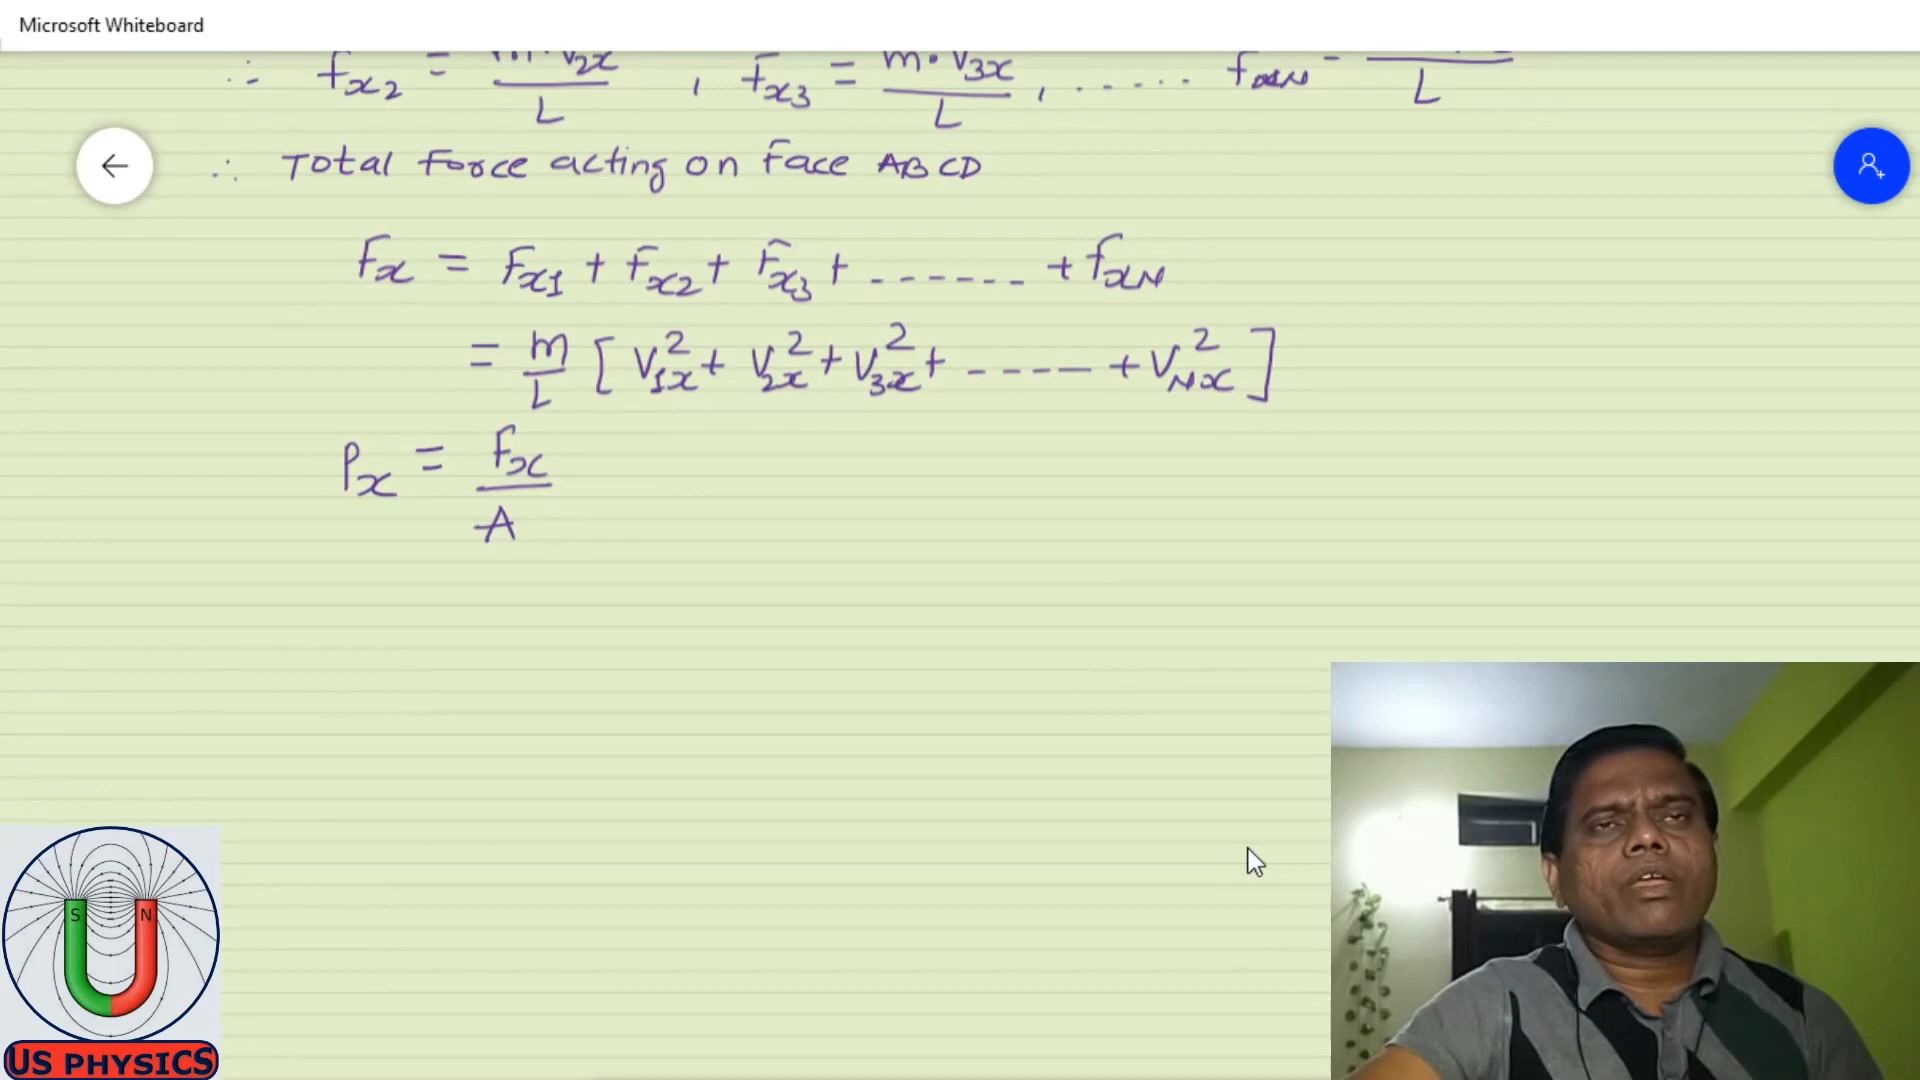 Microsoft Whiteboard
∴ Fx2 = m·V2x / L , Fx3 = m·V3x / L , ..... FxN = / L
∴ Total Force acting on Face ABCD
Fx = Fx1 + Fx2 + Fx3 + ------ + FxN
= m/L [ V1x² + V2x² + V3x² + ----- + VNx² ]
Px = Fx / A
S N
US PHYSICS